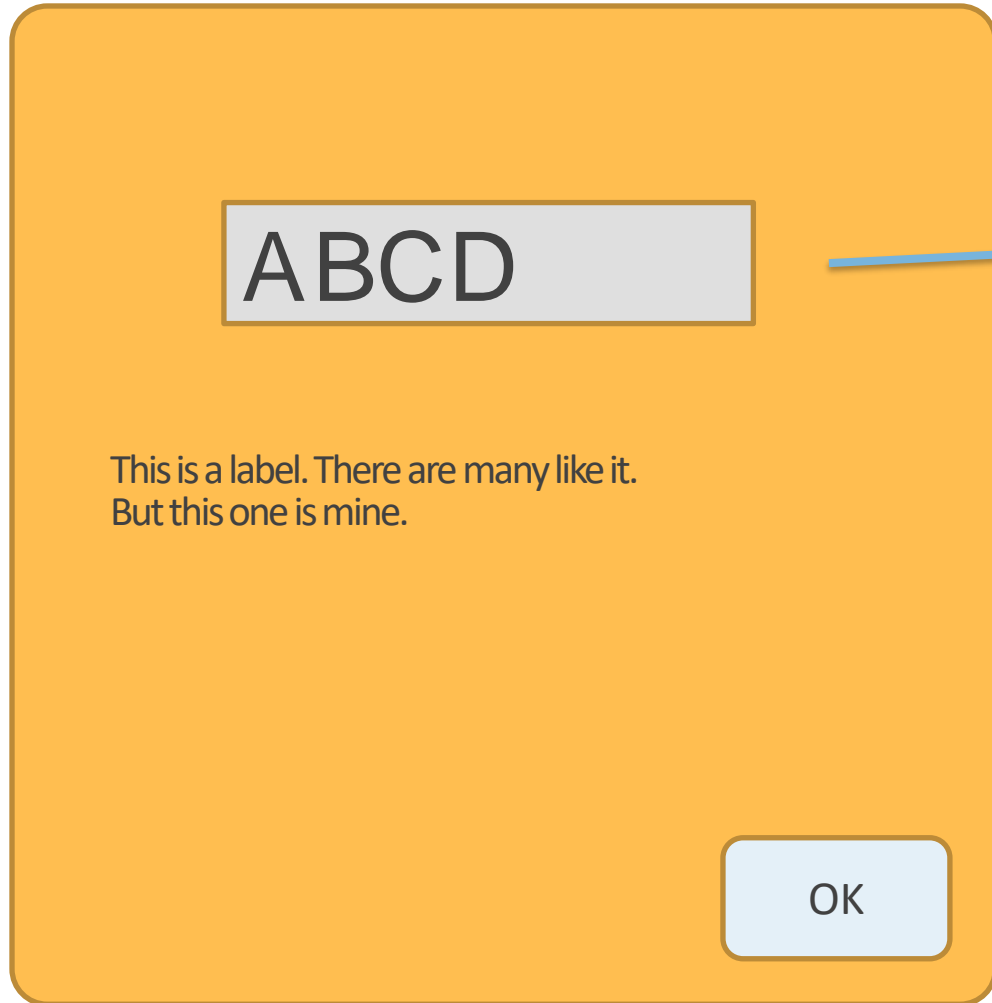 ABCD
This is a label. There are many like it.
But this one is mine.
OK